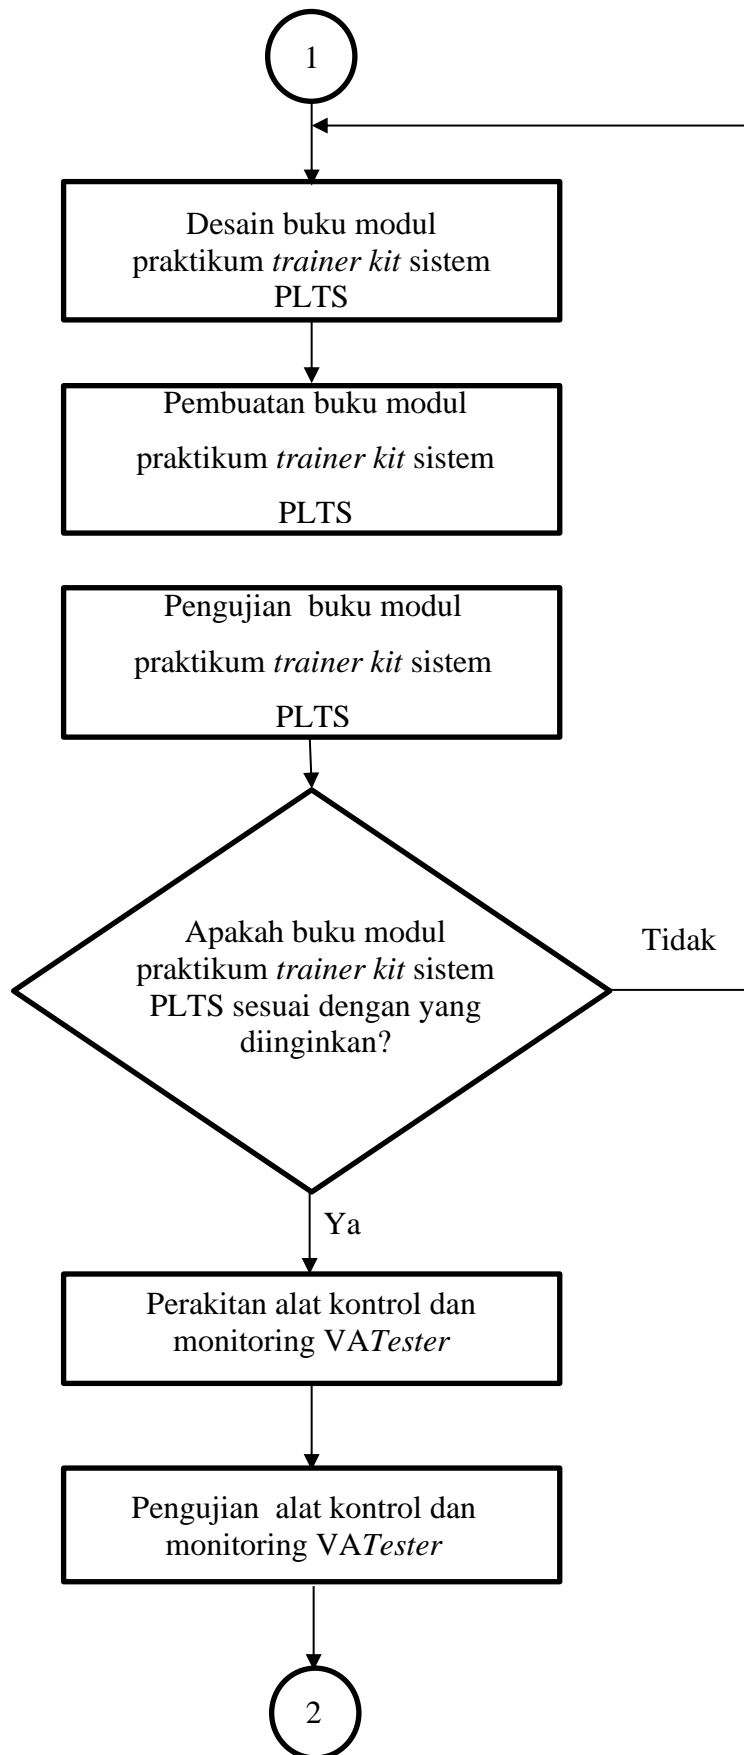 1
Desain buku modul
praktikum trainer kit sistem
PLTS
Pembuatan buku modul
praktikum trainer kit sistem
PLTS
Pengujian  buku modul
praktikum trainer kit sistem
PLTS
Apakah buku modul
praktikum trainer kit sistem
PLTS sesuai dengan yang
diinginkan?
Tidak
Ya
Perakitan alat kontrol dan
monitoring VATester
Pengujian  alat kontrol dan
monitoring VATester
2